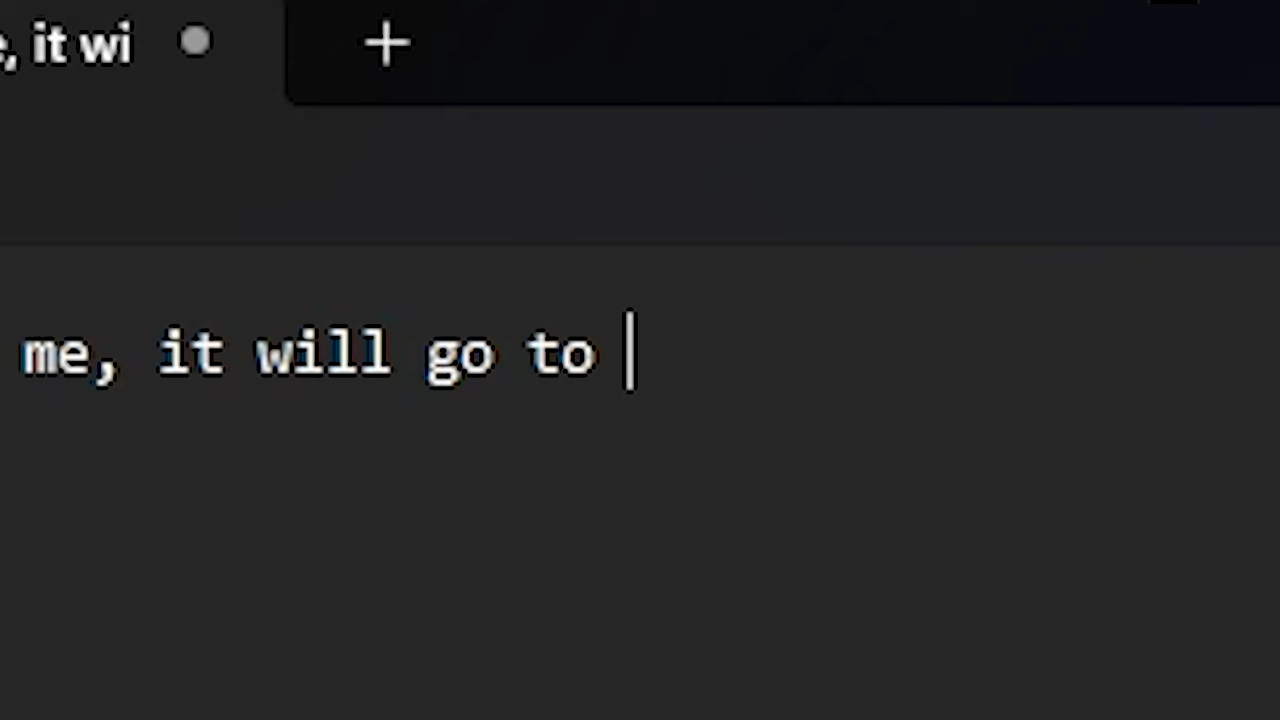 , it wi
me, it will go to